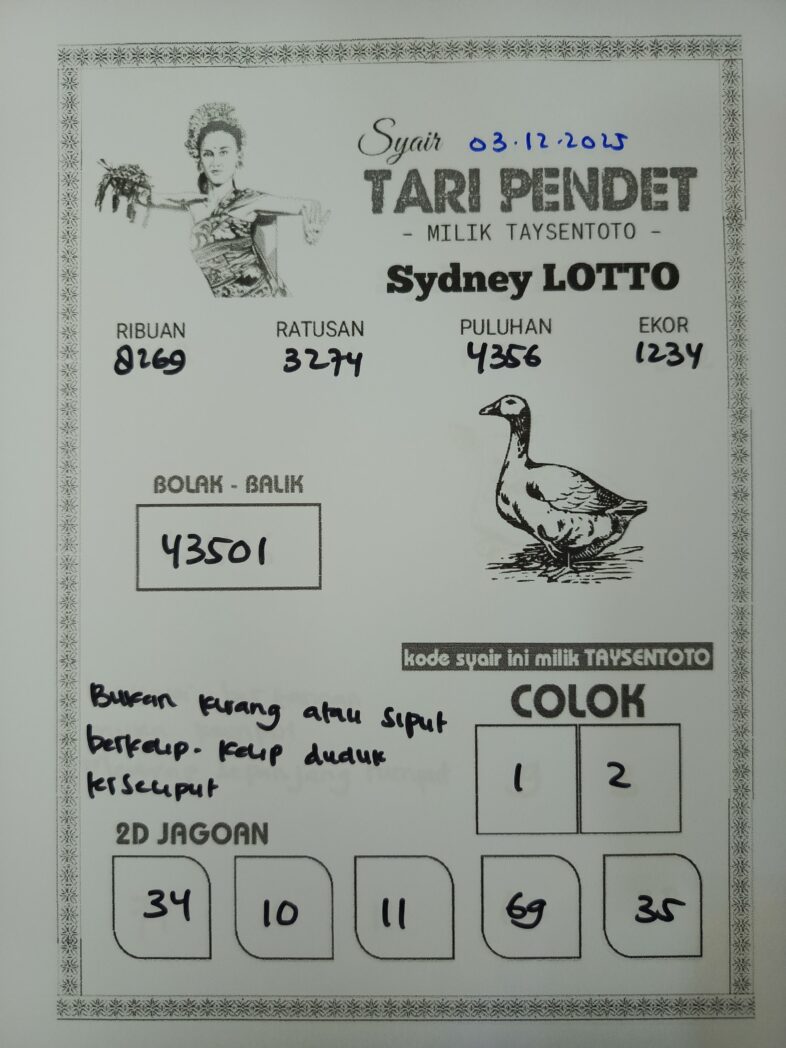 Syair 03.12.2025
TARI PENDET
- MILIK TAYSENTOTO -
Sydney LOTTO
RIBUAN RATUSAN PULUHAN EKOR
8269 3274 4356 1234
BOLAK - BALIK
43501
kode syair ini milik TAYSENTOTO
COLOK
1 2
Bukan kerang atau siput
berkelip-kelip duduk
terseliput
2D JAGOAN
34 10 11 69 35